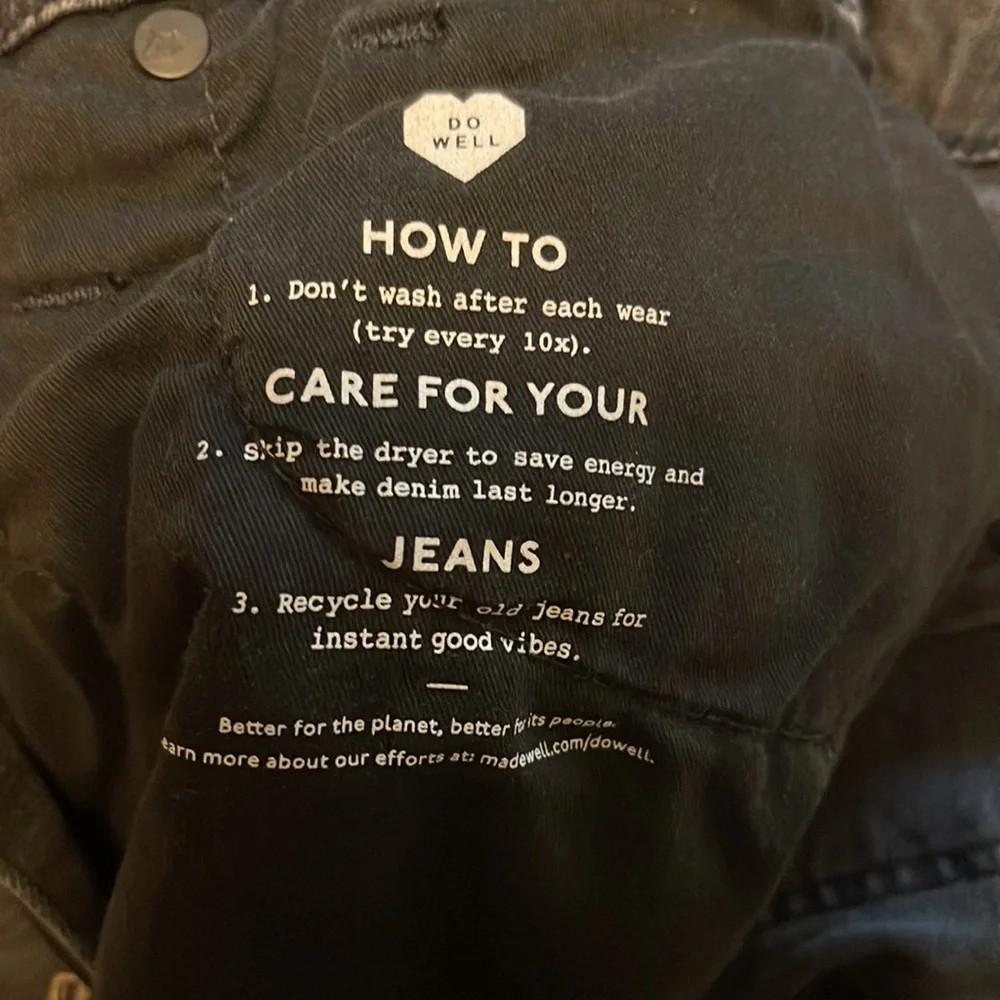 DO
WELL
HOW TO
1. Don't wash after each wear
(try every 10x).
CARE FOR YOUR
2. skip the dryer to save energy and
make denim last longer.
JEANS
3. Recycle your old jeans for
instant good vibes.
Better for the planet, better its people.
earn more about our efforts at: madewell.com/dowell.